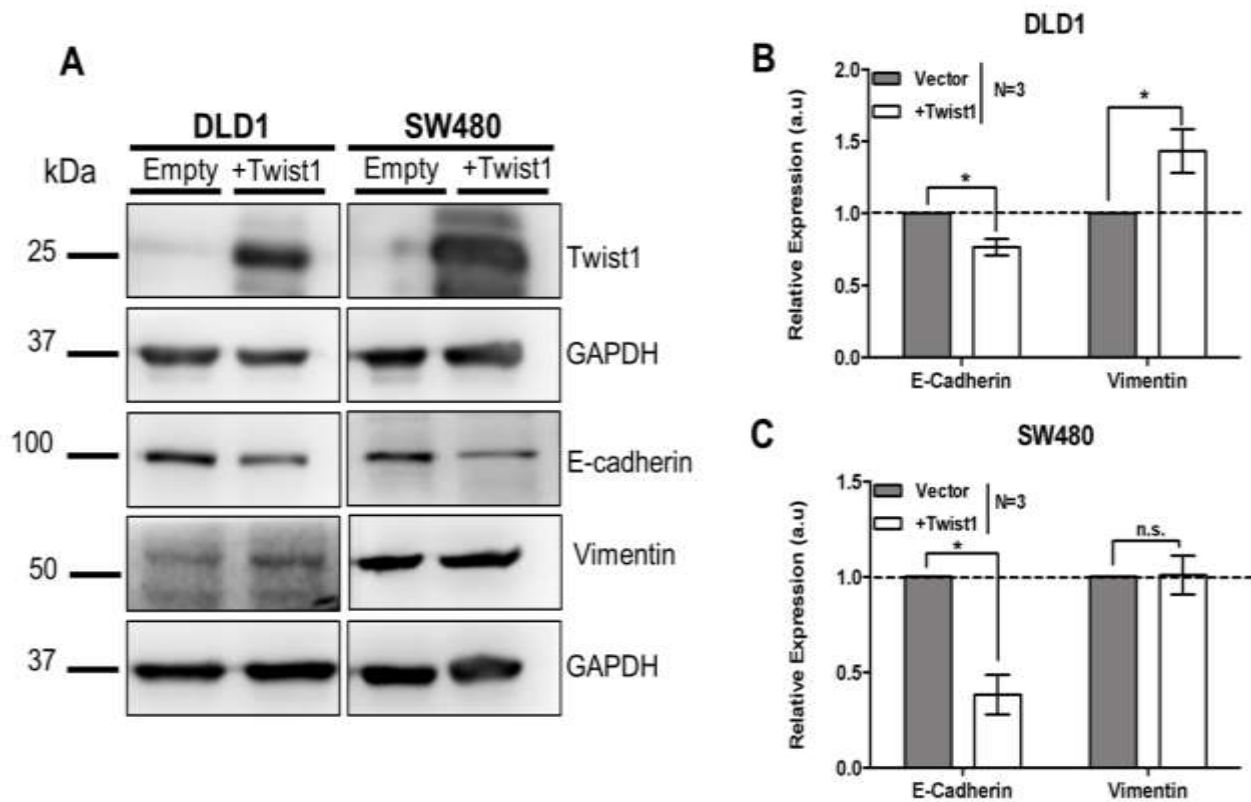 A
DLD1 SW480
kDa Empty +Twist1 Empty +Twist1
25 Twist1
37 GAPDH
100 E-cadherin
50 Vimentin
37 GAPDH
B
DLD1
Relative Expression (a.u)
2.0
1.5
1.0
0.5
0.0
Vector
+Twist1
N=3
*
*
E-Cadherin Vimentin
C
SW480
Relative Expression (a.u)
1.5
1.0
0.5
0.0
Vector
+Twist1
N=3
*
n.s.
E-Cadherin Vimentin